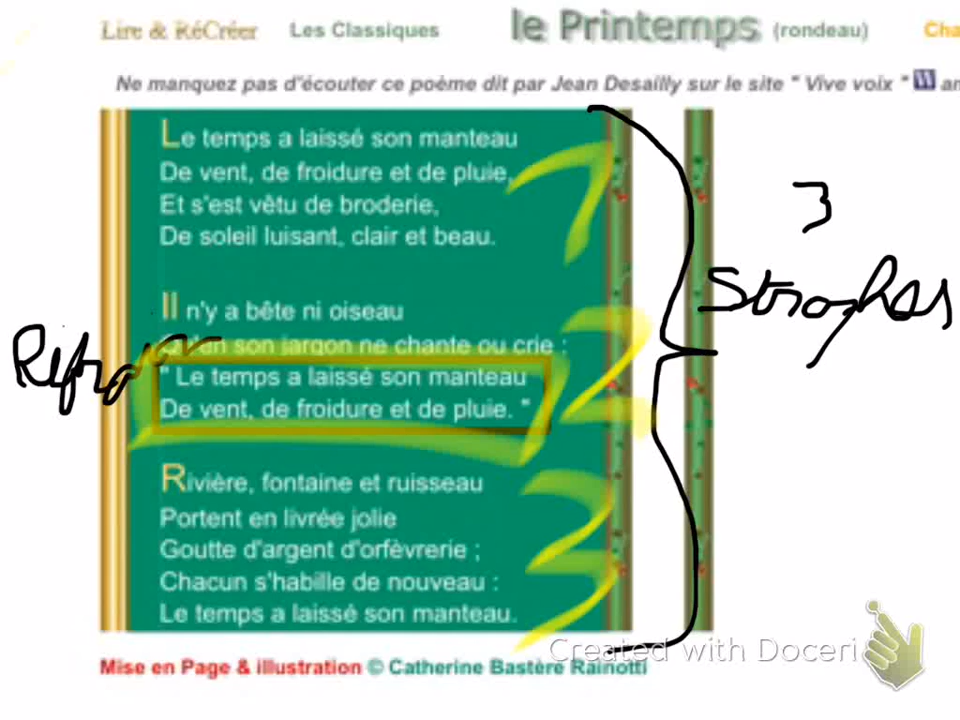 Lire & RéCréer Les Classiques le Printemps (rondeau) Cha
Ne manquez pas d'écouter ce poème dit par Jean Desailly sur le site " Vive voix " W an
Le temps a laissé son manteau
De vent, de froidure et de pluie,
Et s'est vêtu de broderie,
De soleil luisant, clair et beau.
1
3
Strophes
Il n'y a bête ni oiseau
Qu'en son jargon ne chante ou crie :
" Le temps a laissé son manteau
De vent, de froidure et de pluie. "
2
Refrain
Rivière, fontaine et ruisseau
Portent en livrée jolie
Goutte d'argent d'orfèvrerie ;
Chacun s'habille de nouveau :
Le temps a laissé son manteau.
3
Created with Doceri
Mise en Page & illustration © Catherine Bastère Rainotti